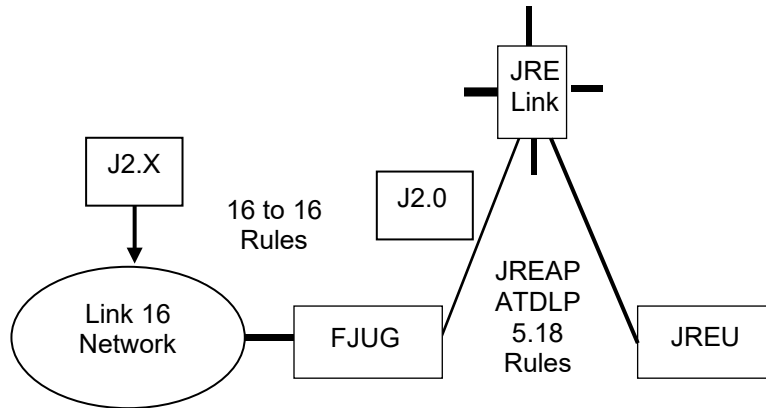 JRE
Link
J2.X
16 to 16
Rules
J2.0
Link 16
Network
FJUG
JREAP
ATDLP
5.18
Rules
JREU